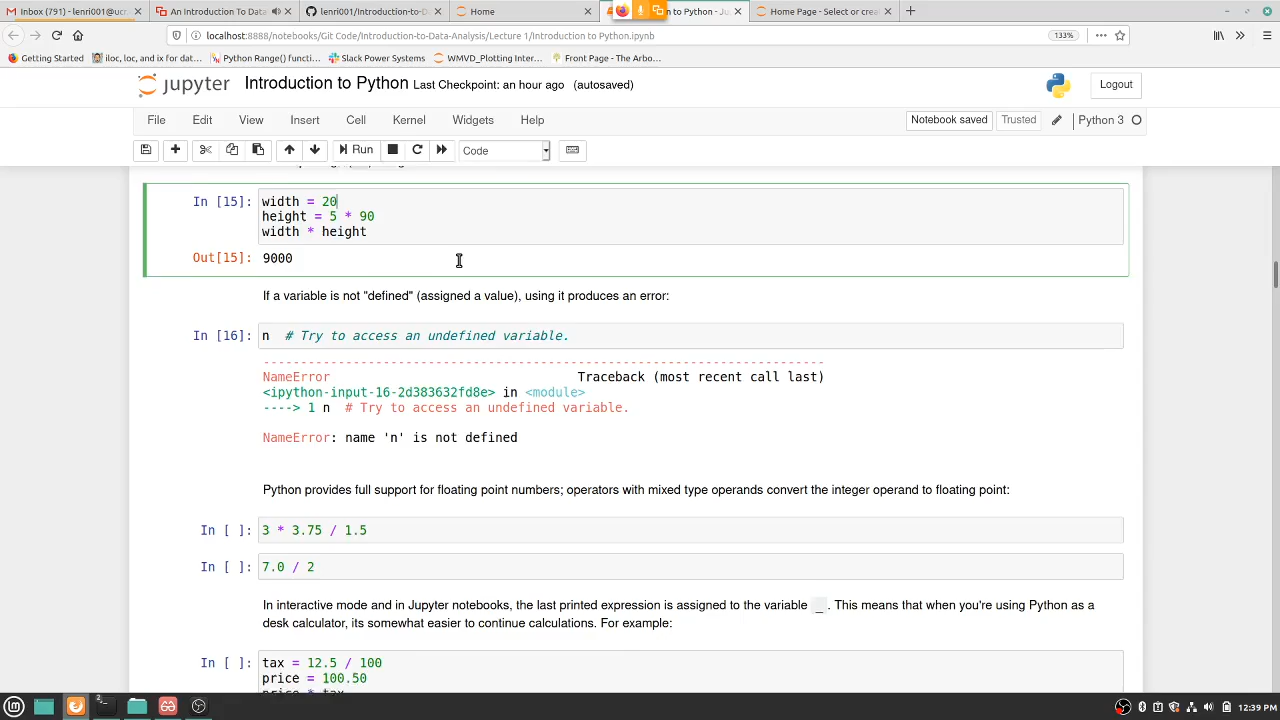 Inbox (791) - lenri001@ucr
An Introduction To Data
lenri001/Introduction-to-D
Home
n to Python - Ju
Home Page - Select or crea
localhost:8888/notebooks/Git Code/Introduction-to-Data-Analysis/Lecture 1/Introduction to Python.ipynb
133%
Getting Started
iloc, loc, and ix for dat...
Python Range() functi...
Slack Power Systems
WMVD_Plotting Inter...
Front Page - The Arbo...
jupyter Introduction to Python Last Checkpoint: an hour ago (autosaved)
Logout
File Edit View Insert Cell Kernel Widgets Help
Notebook saved Trusted Python 3
Run Code
In [15]: width = 20
height = 5 * 90
width * height
Out[15]: 9000
If a variable is not "defined" (assigned a value), using it produces an error:
In [16]: n # Try to access an undefined variable.
---------------------------------------------------------------------------
NameError Traceback (most recent call last)
<ipython-input-16-2d383632fd8e> in <module>
----> 1 n # Try to access an undefined variable.
NameError: name 'n' is not defined
Python provides full support for floating point numbers; operators with mixed type operands convert the integer operand to floating point:
In [ ]: 3 * 3.75 / 1.5
In [ ]: 7.0 / 2
In interactive mode and in Jupyter notebooks, the last printed expression is assigned to the variable _ . This means that when you're using Python as a
desk calculator, its somewhat easier to continue calculations. For example:
In [ ]: tax = 12.5 / 100
price = 100.50
price * tax
12:39 PM